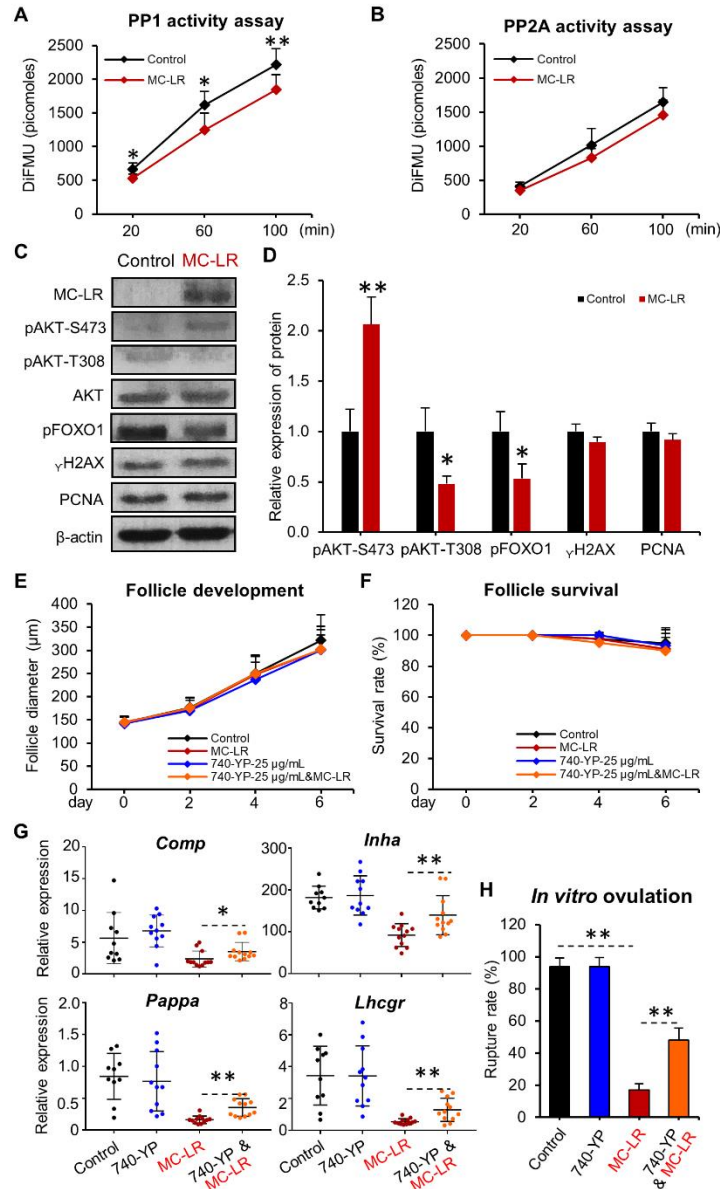 A
PP1 activity assay
DiFMU (picomoles)
2500
2000
1500
1000
500
0
Control
MC-LR
*
*
**
20 60 100 (min)
B
PP2A activity assay
DiFMU (picomoles)
2500
2000
1500
1000
500
0
Control
MC-LR
20 60 100 (min)
C
Control MC-LR
MC-LR
pAKT-S473
pAKT-T308
AKT
pFOXO1
γH2AX
PCNA
β-actin
D
Relative expression of protein
2.5
2.0
1.5
1.0
0.5
0.0
Control MC-LR
**
*
*
pAKT-S473 pAKT-T308 pFOXO1 γH2AX PCNA
E
Follicle development
Follicle diameter (μm)
400
350
300
250
200
150
100
Control
MC-LR
740-YP-25 μg/mL
740-YP-25 μg/mL&MC-LR
day 0 2 4 6
F
Follicle survival
Survival rate (%)
120
100
80
60
40
20
0
Control
MC-LR
740-YP-25 μg/mL
740-YP-25 μg/mL&MC-LR
day 0 2 4 6
G
Comp
Relative expression
20
15
10
5
0
*
Inha
300
200
100
0
**
Pappa
Relative expression
2.0
1.5
1.0
0.5
0.0
**
Control
740-YP
MC-LR
740-YP &
MC-LR
Lhcgr
8
6
4
2
0
**
Control
740-YP
MC-LR
740-YP &
MC-LR
H
In vitro ovulation
Rupture rate (%)
120
100
80
60
40
20
0
**
**
Control
740-YP
MC-LR
740-YP
& MC-LR